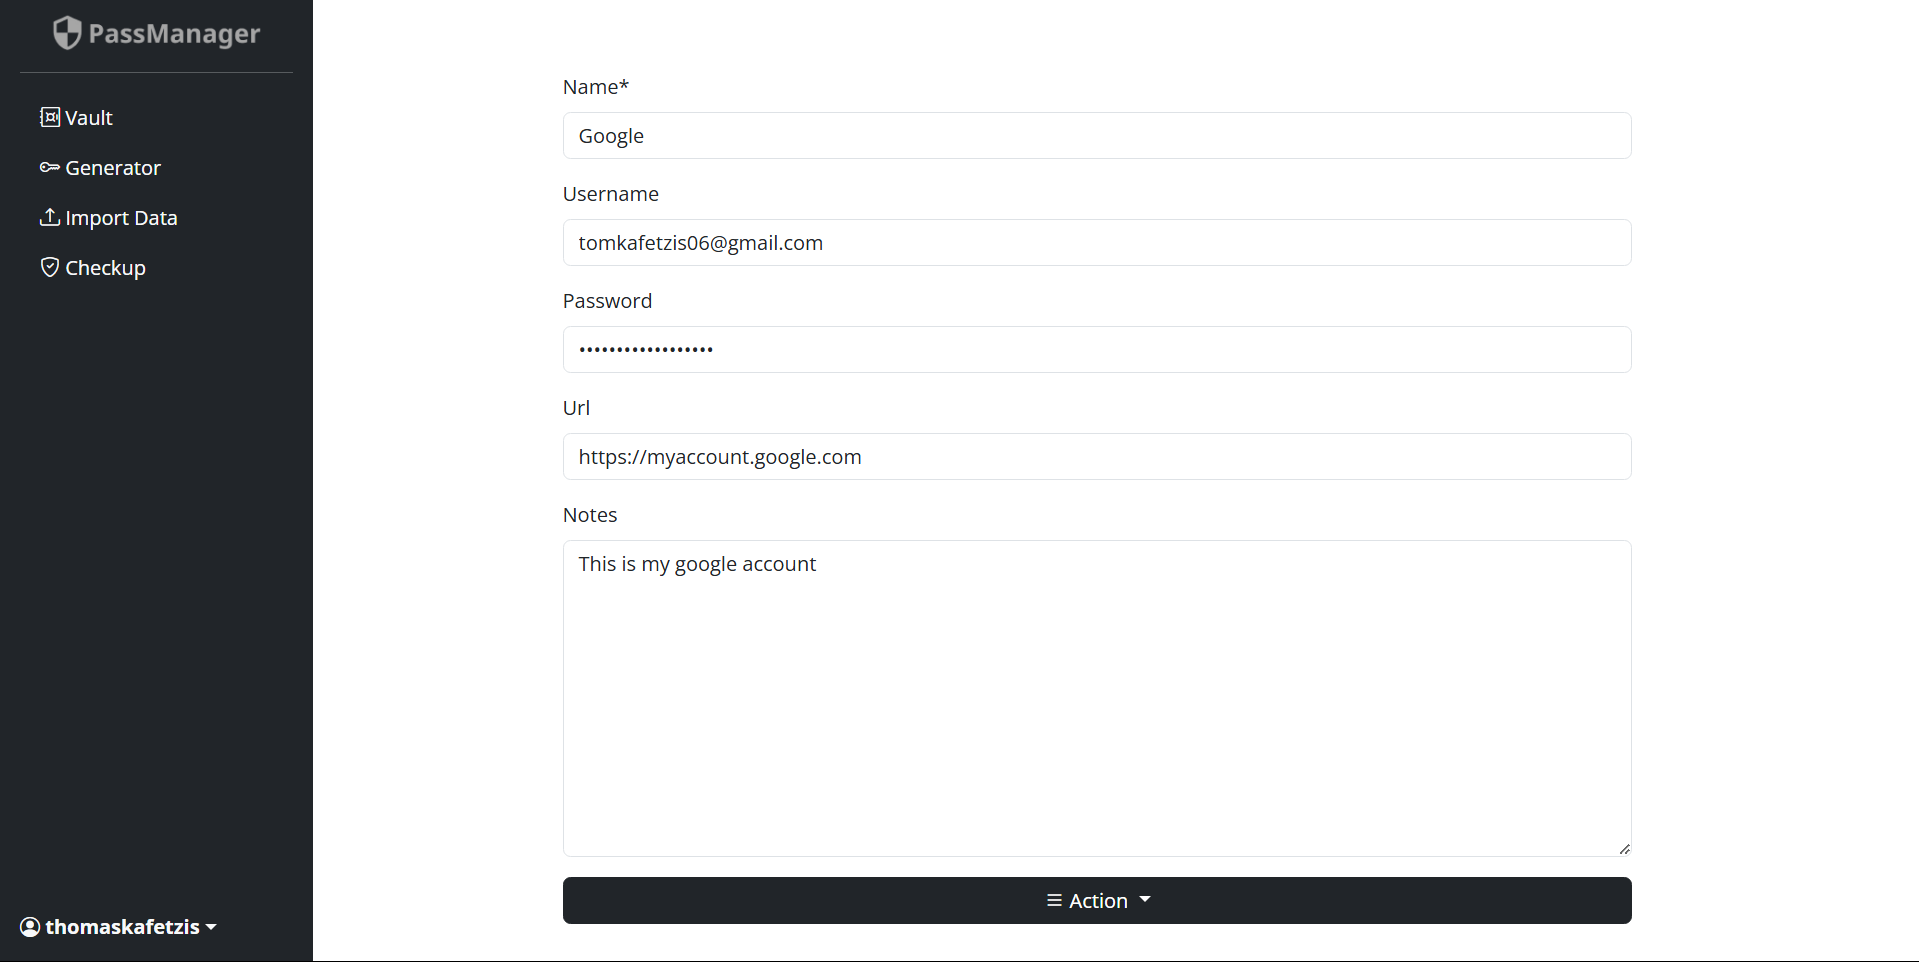 PassManager
Vault
Generator
Import Data
Checkup
thomaskafetzis
Name*
Google
Username
tomkafetzis06@gmail.com
Password
••••••••••••••••••
Url
https://myaccount.google.com
Notes
This is my google account
Action